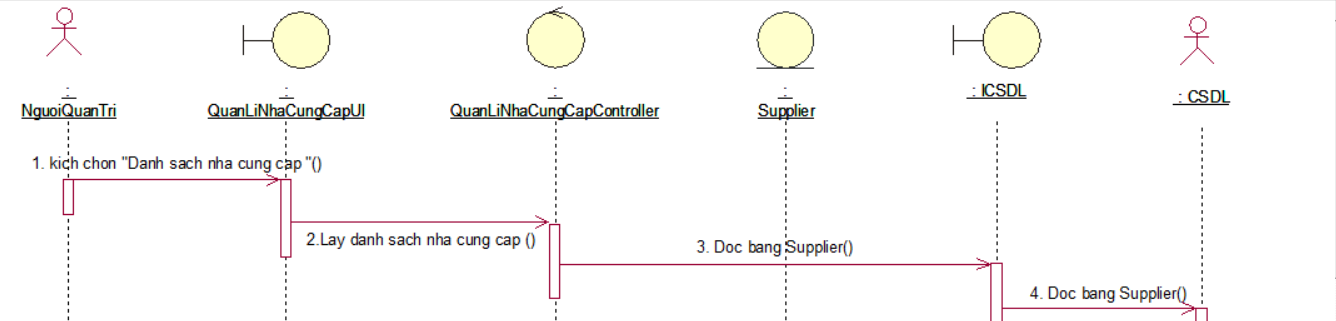 :
NguoiQuanTri
:
QuanLiNhaCungCapUI
:
QuanLiNhaCungCapController
:
Supplier
: ICSDL
: CSDL
1. kich chon "Danh sach nha cung cap "()
2.Lay danh sach nha cung cap ()
3. Doc bang Supplier()
4. Doc bang Supplier()